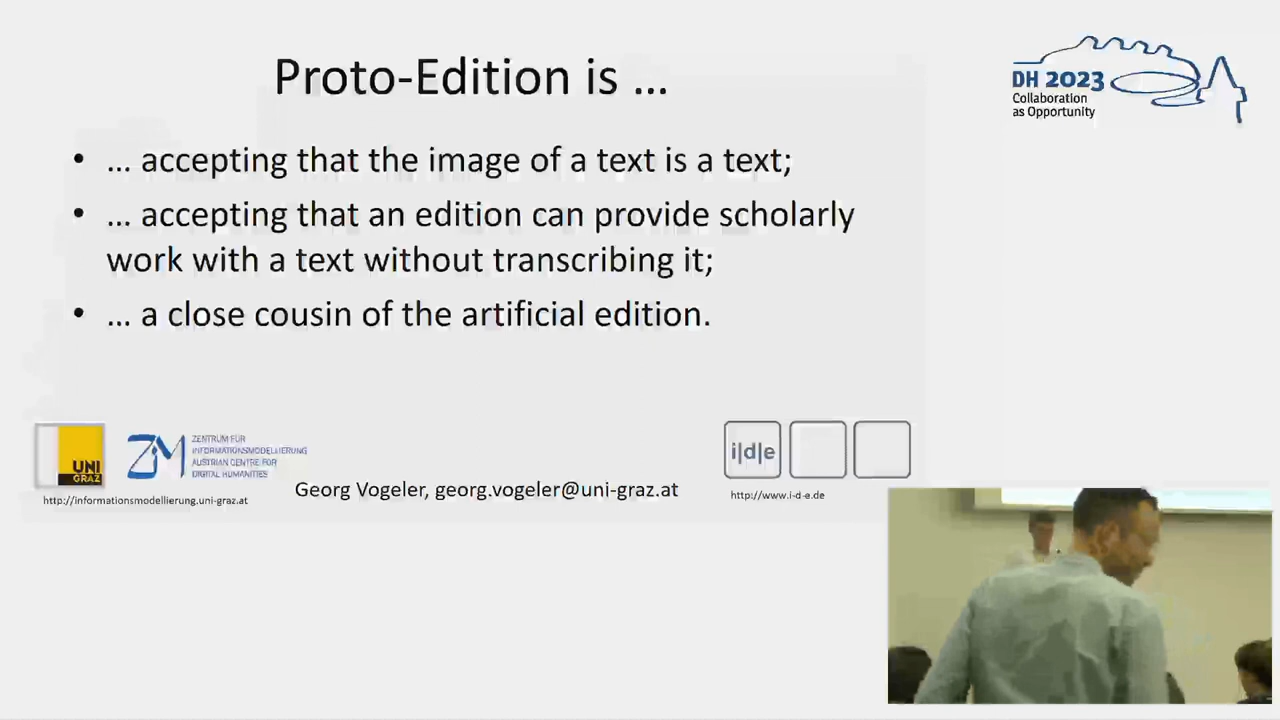 Proto-Edition is ...
DH 2023
Collaboration
as Opportunity
• ... accepting that the image of a text is a text;
• ... accepting that an edition can provide scholarly
work with a text without transcribing it;
• ... a close cousin of the artificial edition.
UNI
GRAZ
ZIM
ZENTRUM FÜR
INFORMATIONSMODELLIERUNG
AUSTRIAN CENTRE FOR
DIGITAL HUMANITIES
http://informationsmodellierung.uni-graz.at
Georg Vogeler, georg.vogeler@uni-graz.at
i|d|e
http://www.i-d-e.de